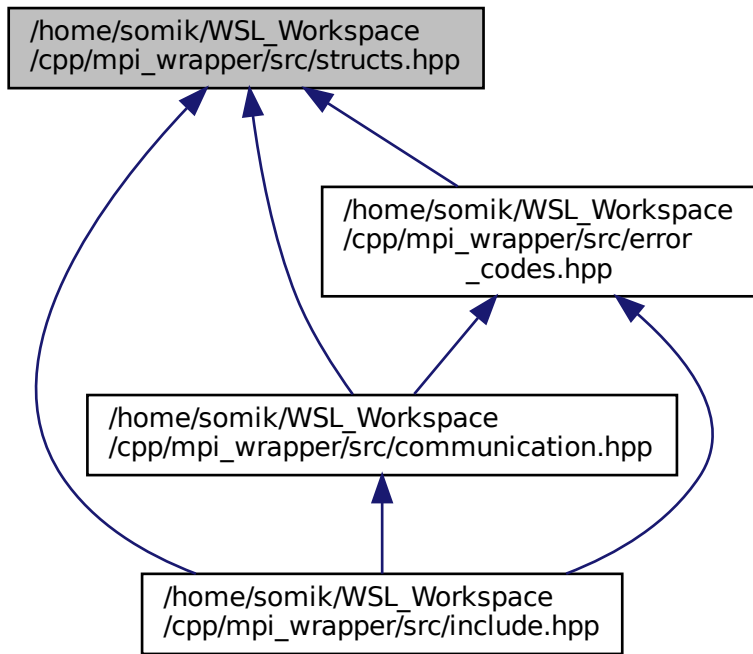 /home/somik/WSL_Workspace
/cpp/mpi_wrapper/src/structs.hpp
/home/somik/WSL_Workspace
/cpp/mpi_wrapper/src/error
_codes.hpp
/home/somik/WSL_Workspace
/cpp/mpi_wrapper/src/communication.hpp
/home/somik/WSL_Workspace
/cpp/mpi_wrapper/src/include.hpp